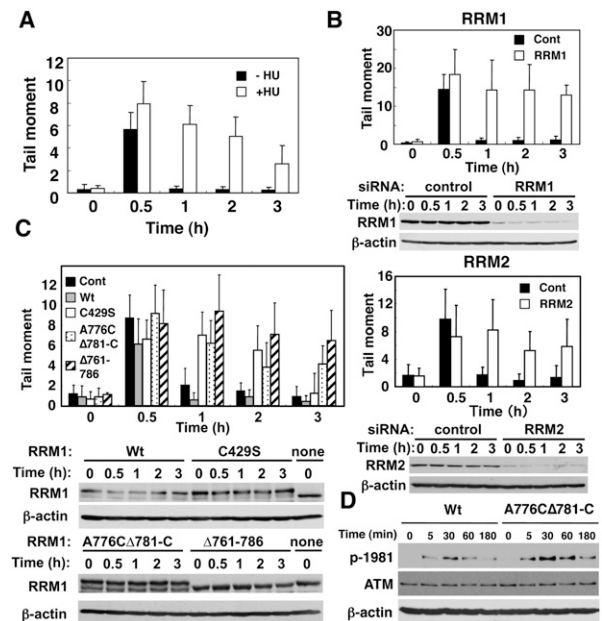 A
Tail moment
12
10
8
6
4
2
0
- HU
+HU
0 0.5 1 2 3
Time (h)
B
RRM1
Tail moment
30
20
10
0
Cont
RRM1
0 0.5 1 2 3
Time (h)
siRNA: control RRM1
Time (h): 0 0.5 1 2 3 0 0.5 1 2 3
RRM1
β-actin
RRM2
Tail moment
14
12
10
8
6
4
2
0
Cont
RRM2
0 0.5 1 2 3
Time (h)
siRNA: control RRM2
Time (h): 0 0.5 1 2 3 0 0.5 1 2 3
RRM2
β-actin
C
Tail moment
12
10
8
6
4
2
0
Cont
Wt
C429S
A776C
Δ781-C
Δ761-
786
0 0.5 1 2 3
Time (h)
RRM1: Wt C429S none
Time (h): 0 0.5 1 2 3 0 0.5 1 2 3 0
RRM1
β-actin
RRM1: A776CΔ781-C Δ761-786 none
Time (h): 0 0.5 1 2 3 0 0.5 1 2 3 0
RRM1
β-actin
D
Wt A776CΔ781-C
Time (min) 0 5 30 60 180 0 5 30 60 180
p-1981
ATM
β-actin